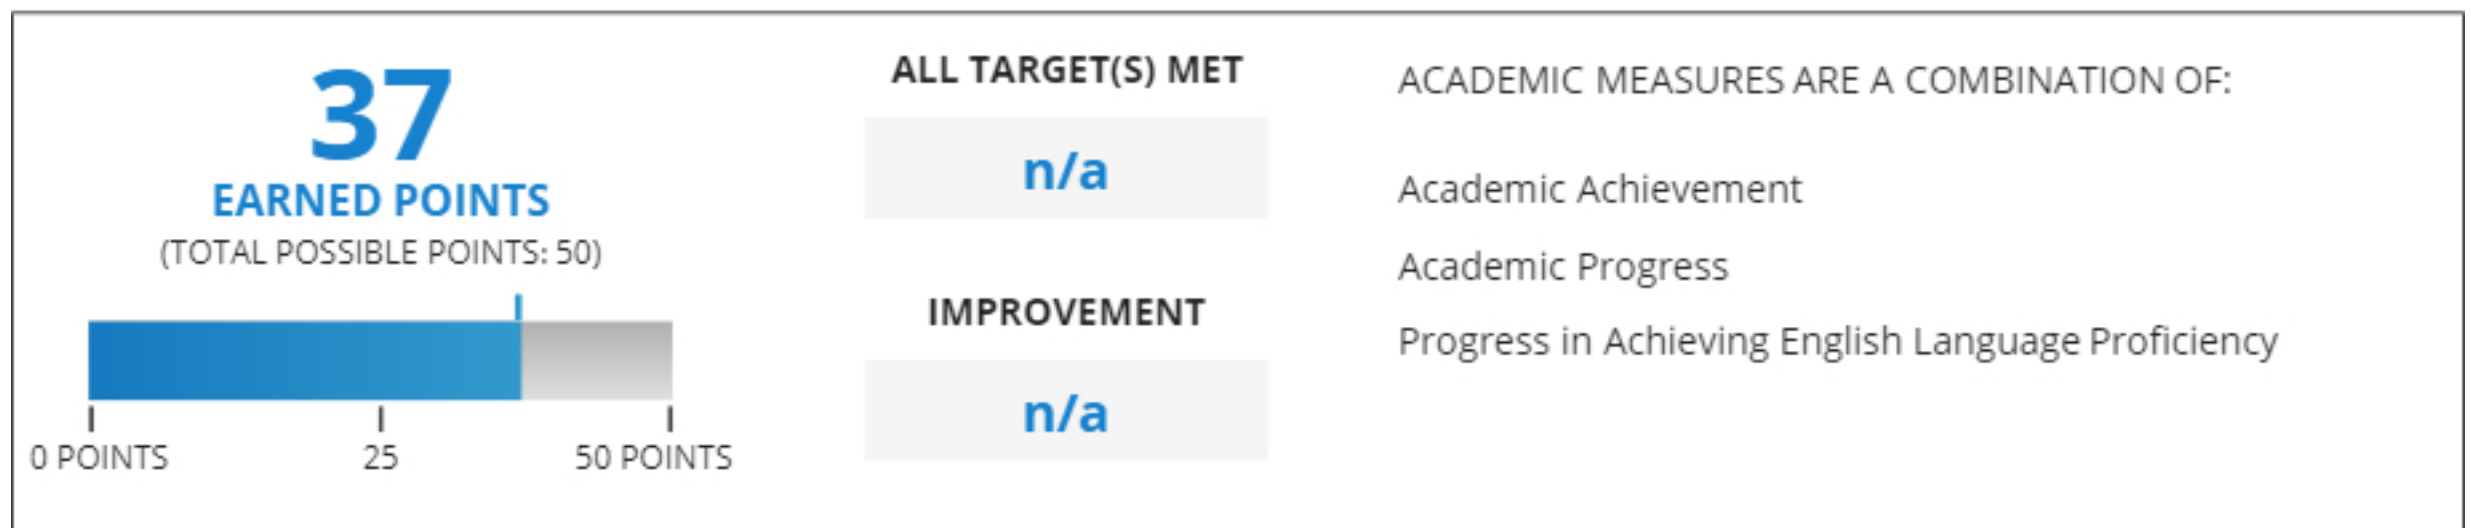 37
EARNED POINTS
(TOTAL POSSIBLE POINTS: 50)
0 POINTS
25
50 POINTS
ALL TARGET(S) MET
n/a
IMPROVEMENT
n/a
ACADEMIC MEASURES ARE A COMBINATION OF:
Academic Achievement
Academic Progress
Progress in Achieving English Language Proficiency